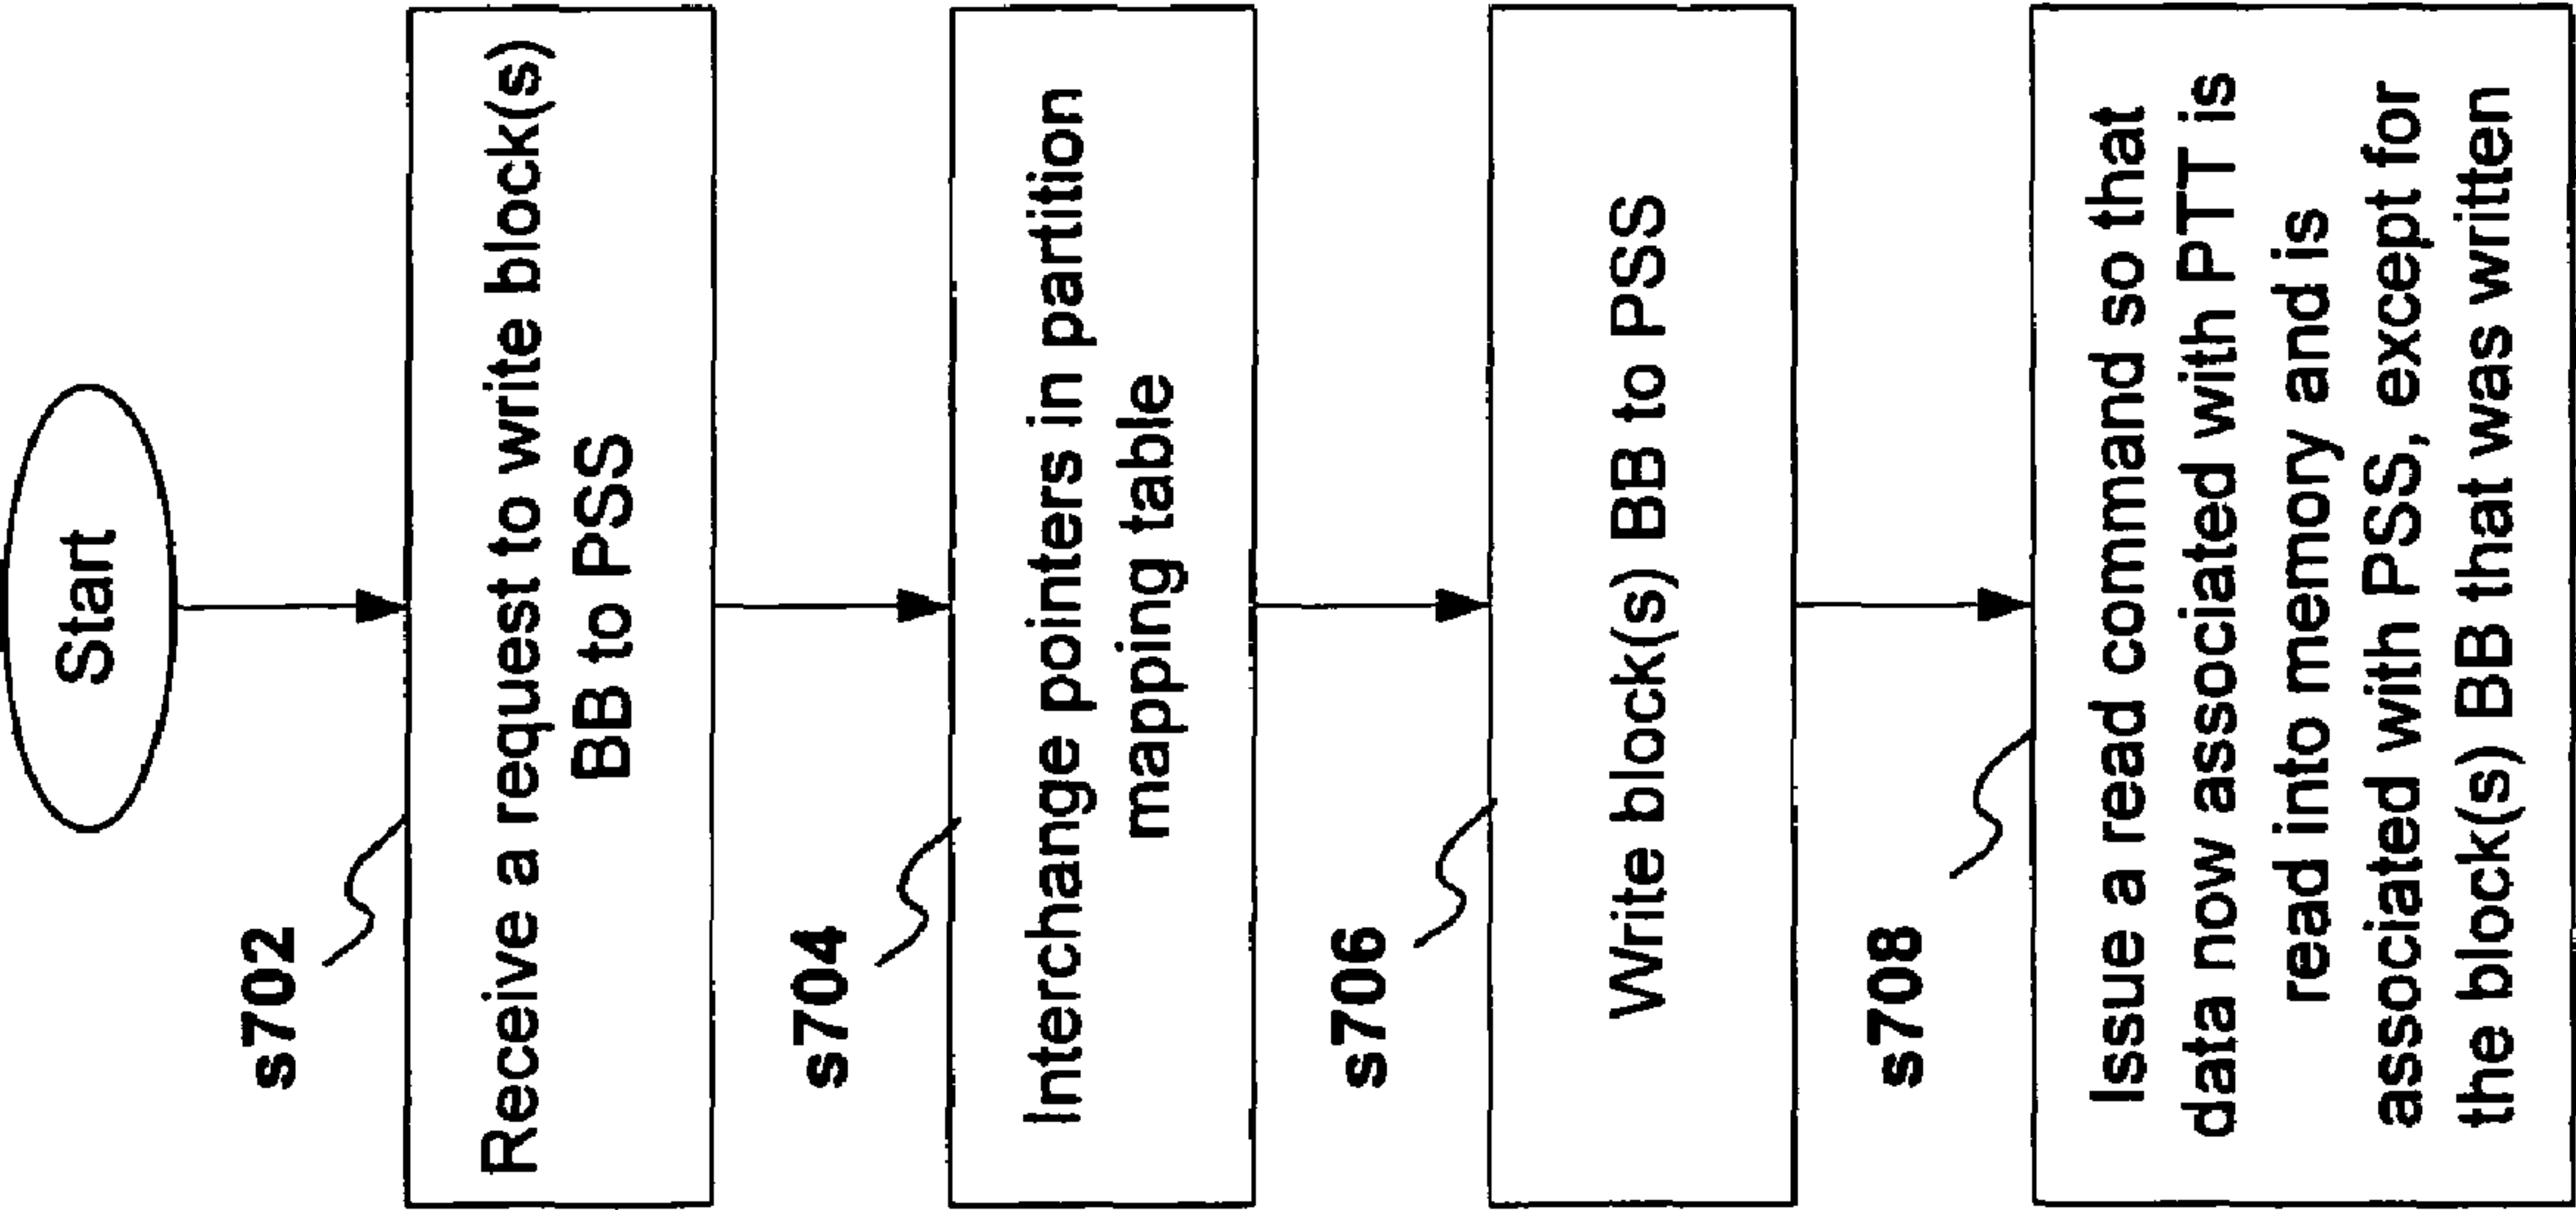 Start
s702
Receive a request to write block(s)
BB to PSS
s704
Interchange pointers in partition
mapping table
s706
Write block(s) BB to PSS
s708
Issue a read command so that
data now associated with PTT is
read into memory and is
associated with PSS, except for
the block(s) BB that was written